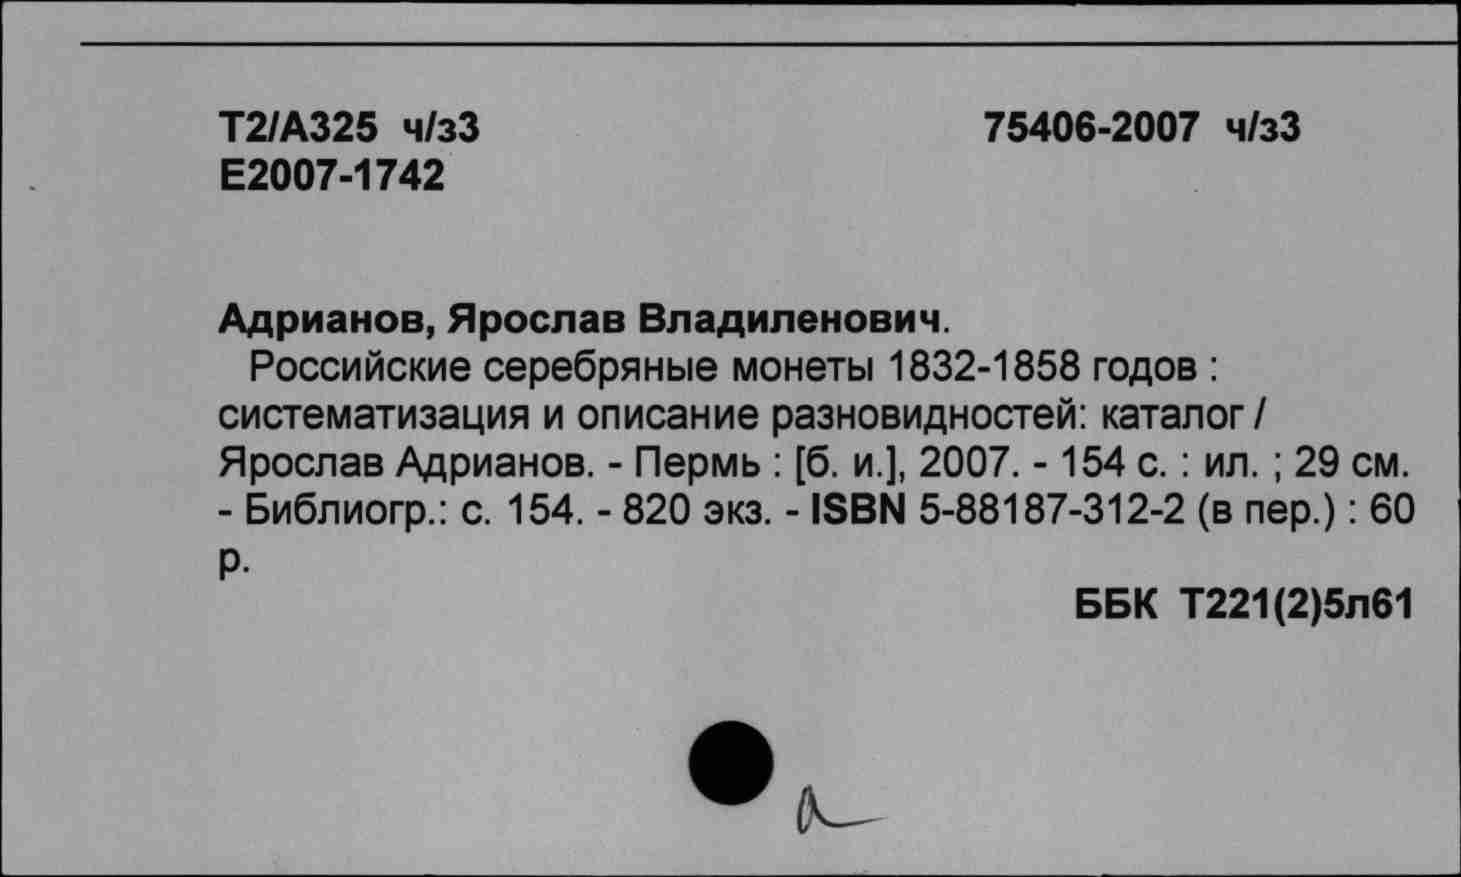 Т2/А325 ч/з3 75406-2007 ч/з3
Е2007-1742
Адрианов, Ярослав Владиленович.
Российские серебряные монеты 1832-1858 годов :
систематизация и описание разновидностей: каталог /
Ярослав Адрианов. - Пермь : [б. и.], 2007. - 154 с. : ил. ; 29 см.
- Библиогр.: с. 154. - 820 экз. - ISBN 5-88187-312-2 (в пер.) : 60
р.
ББК Т221(2)5л61